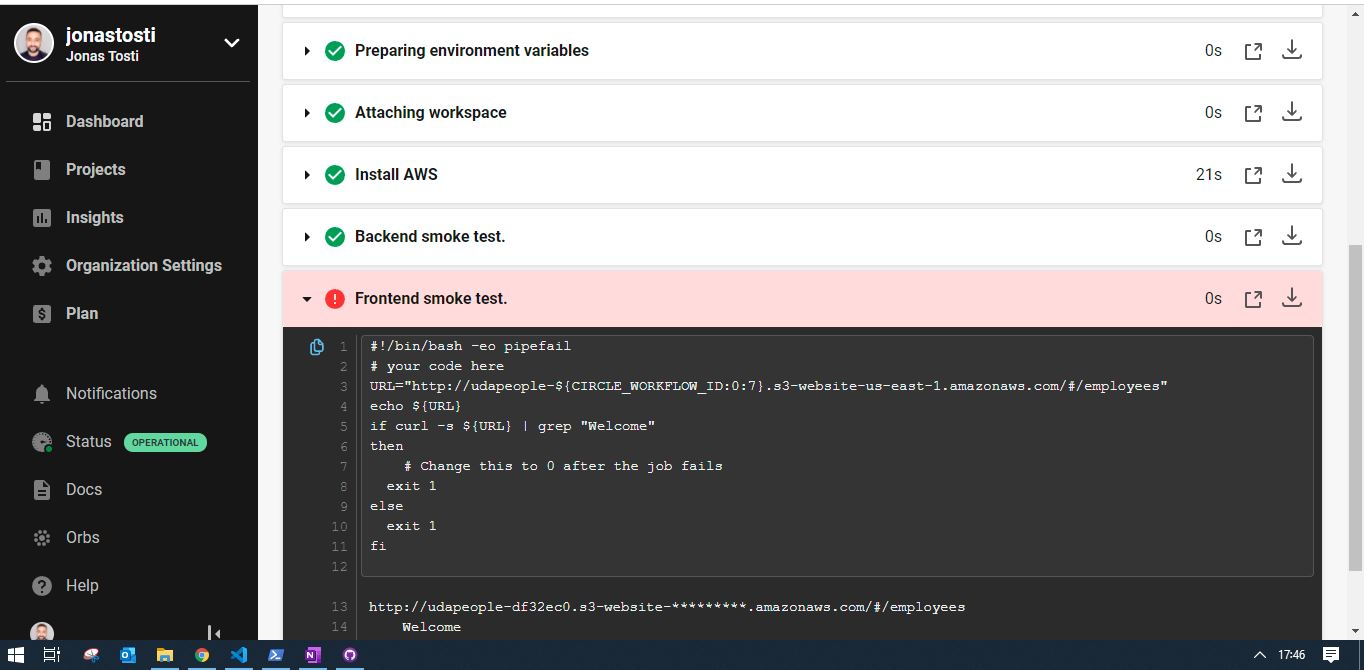 jonastosti
Jonas Tosti
Dashboard
Projects
Insights
Organization Settings
Plan
Notifications
Status OPERATIONAL
Docs
Orbs
Help
Preparing environment variables 0s
Attaching workspace 0s
Install AWS 21s
Backend smoke test. 0s
Frontend smoke test. 0s
1 #!/bin/bash -eo pipefail
2 # your code here
3 URL="http://udapeople-${CIRCLE_WORKFLOW_ID:0:7}.s3-website-us-east-1.amazonaws.com/#/employees"
4 echo ${URL}
5 if curl -s ${URL} | grep "Welcome"
6 then
7 # Change this to 0 after the job fails
8 exit 1
9 else
10 exit 1
11 fi
12
13 http://udapeople-df32ec0.s3-website-*********.amazonaws.com/#/employees
14 Welcome
17:46